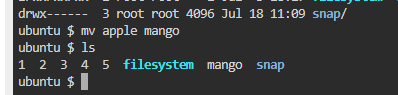 drwx------  3 root root 4096 Jul 18 11:09 snap/
ubuntu $ mv apple mango
ubuntu $ ls
1  2  3  4  5  filesystem  mango  snap
ubuntu $